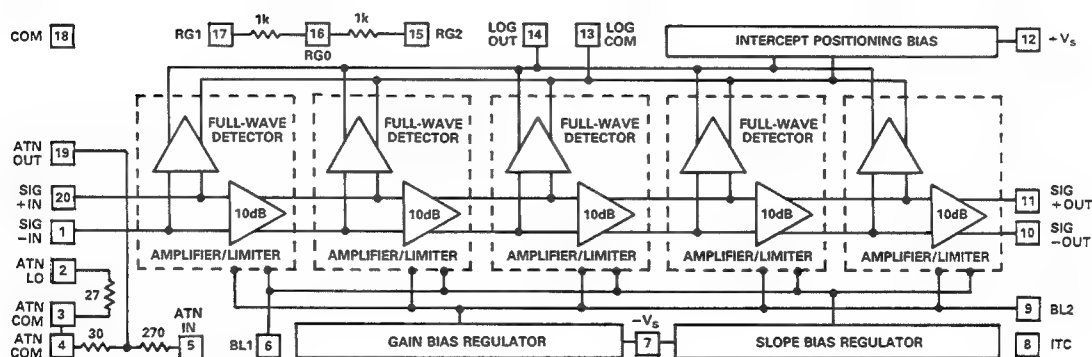 COM 18
RG1 17
1k
16
RG0
1k
15 RG2
LOG OUT 14
13 LOG COM
INTERCEPT POSITIONING BIAS
12 +VS
FULL-WAVE DETECTOR
FULL-WAVE DETECTOR
FULL-WAVE DETECTOR
FULL-WAVE DETECTOR
ATN OUT 19
SIG +IN 20
SIG −IN 1
10dB
10dB
10dB
10dB
10dB
11 SIG +OUT
10 SIG −OUT
AMPLIFIER/LIMITER
AMPLIFIER/LIMITER
AMPLIFIER/LIMITER
AMPLIFIER/LIMITER
AMPLIFIER/LIMITER
ATN LO 2
27
ATN COM 3
ATN COM 4
30
270
ATN IN
5
BL1 6
GAIN BIAS REGULATOR
−VS
7
SLOPE BIAS REGULATOR
9 BL2
8 ITC